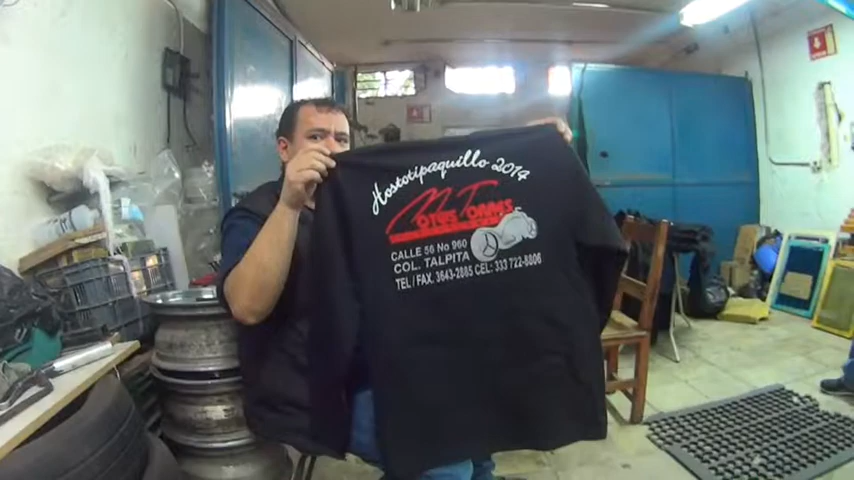 Hostotipaquillo 2014
MOTOS TORRES
CALLE 56 No 960
COL. TALPITA
TEL / FAX. 3643-2885 CEL: 333 722-8806